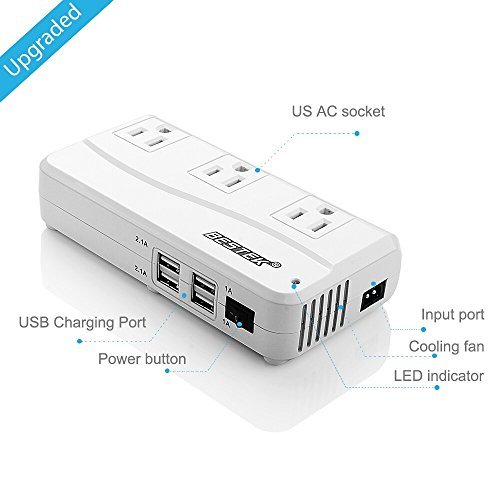 Upgraded
US AC socket
BESTEK®
2.1A
2.1A
1A
1A
USB Charging Port
Power button
Input port
Cooling fan
LED indicator